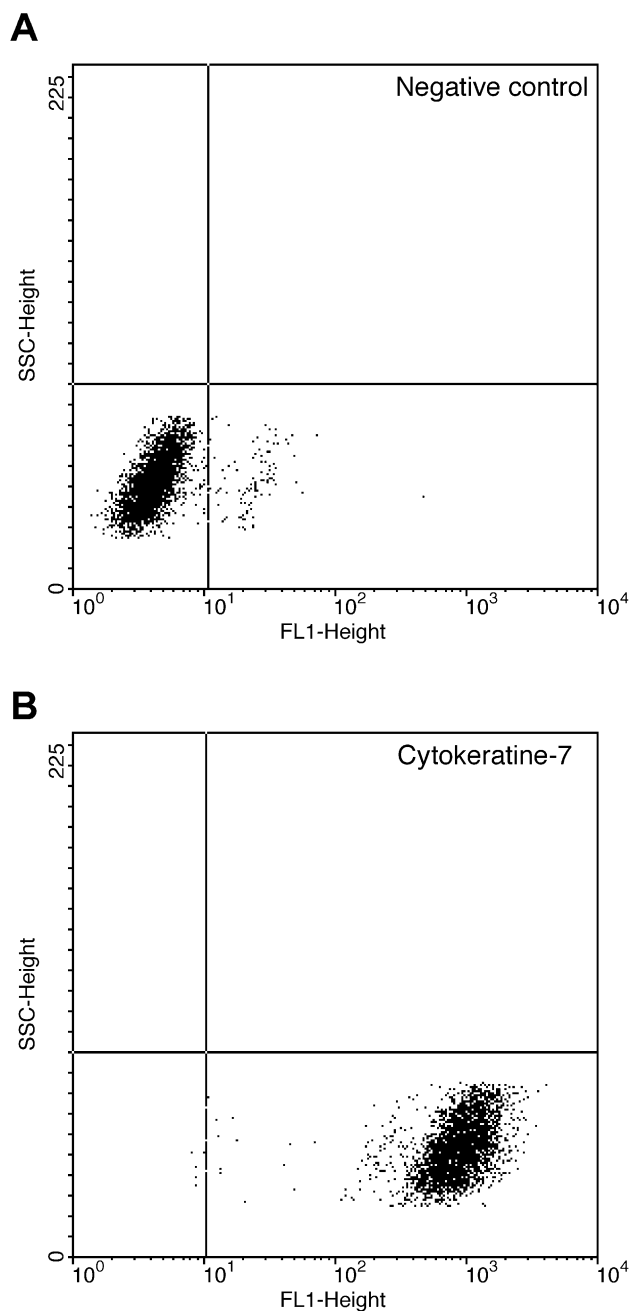 A
Negative control
225
SSC-Height
0
10^0 10^1 10^2 10^3 10^4
FL1-Height
B
Cytokeratine-7
225
SSC-Height
0
10^0 10^1 10^2 10^3 10^4
FL1-Height